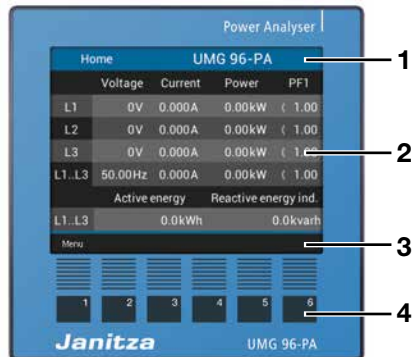 Power Analyser
Home UMG 96-PA
Voltage Current Power PF1
L1 0V 0.000A 0.00kW ( 1.00
L2 0V 0.000A 0.00kW ( 1.00
L3 0V 0.000A 0.00kW ( 1.00
L1..L3 50.00Hz 0.000A 0.00kW ( 1.00
Active energy Reactive energy ind.
L1..L3 0.0kWh 0.0kvarh
Menu
1 2 3 4 5 6
Janitza UMG 96-PA
1
2
3
4